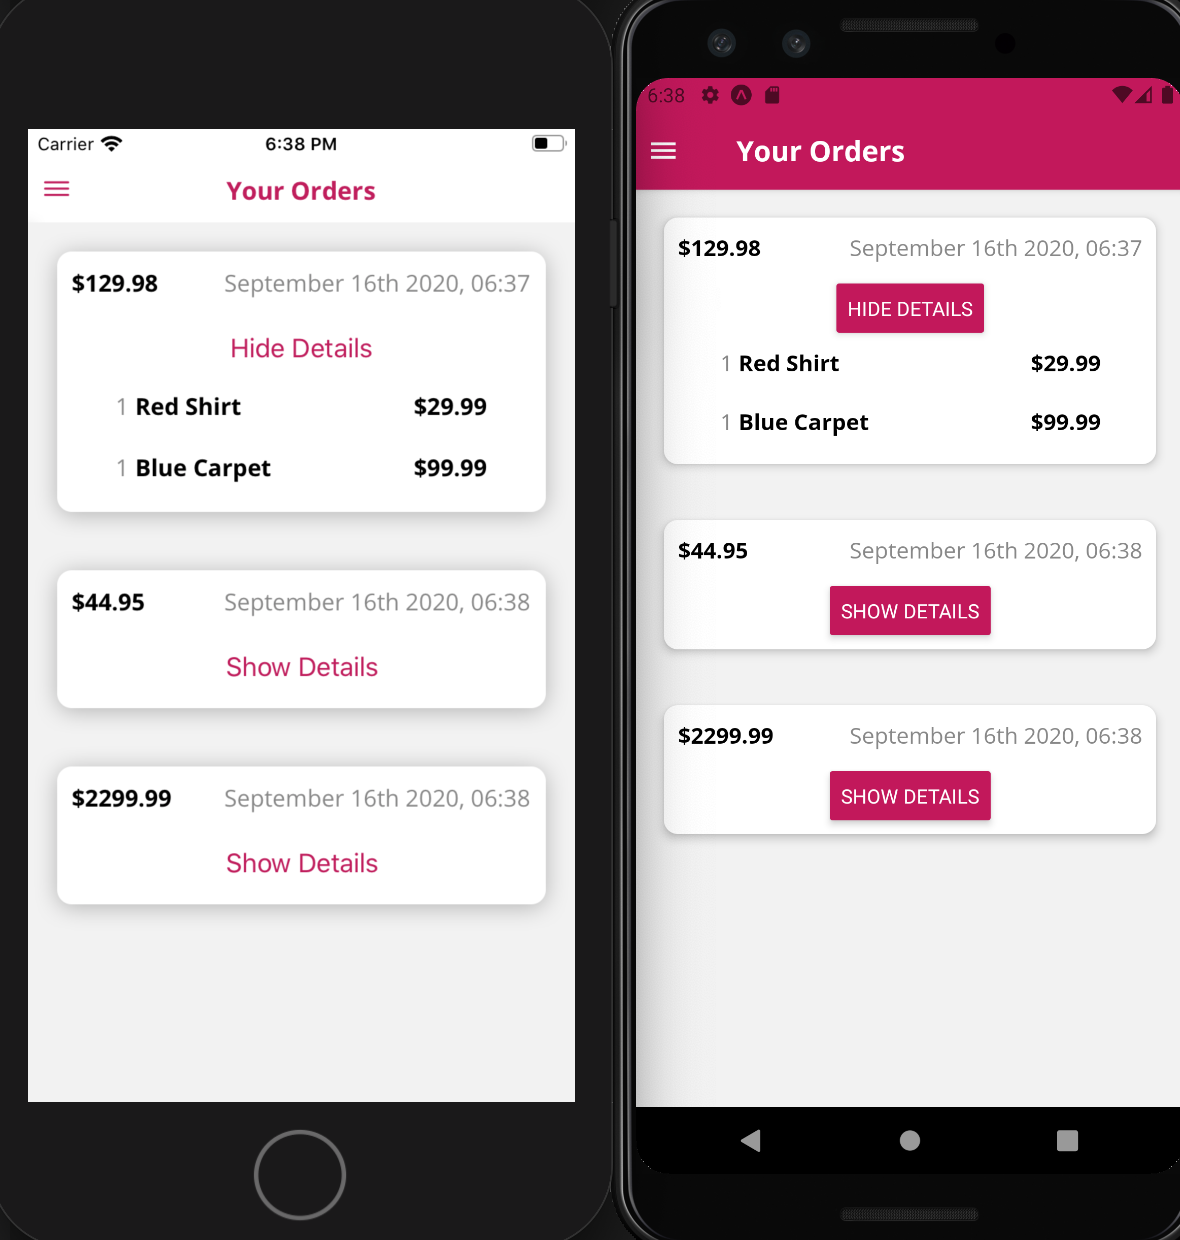 Carrier 6:38 PM
Your Orders
$129.98 September 16th 2020, 06:37
Hide Details
1 Red Shirt $29.99
1 Blue Carpet $99.99
$44.95 September 16th 2020, 06:38
Show Details
$2299.99 September 16th 2020, 06:38
Show Details
6:38
Your Orders
$129.98 September 16th 2020, 06:37
HIDE DETAILS
1 Red Shirt $29.99
1 Blue Carpet $99.99
$44.95 September 16th 2020, 06:38
SHOW DETAILS
$2299.99 September 16th 2020, 06:38
SHOW DETAILS